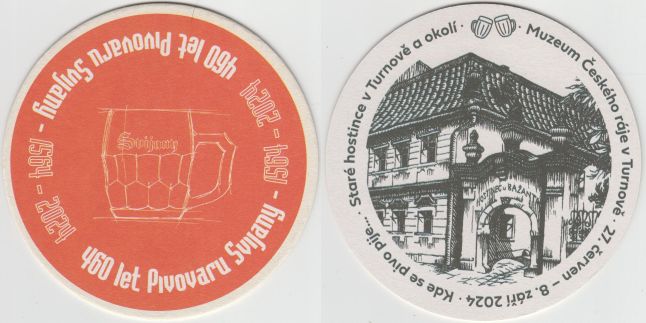 460 let Pivovaru Svijany - 1564 - 2024
460 let Pivovaru Svijany - 1564 - 2024
Svijany
Kde se pivo pije... · Staré hostince v Turnově a okolí · Muzeum Českého ráje v Turnově · 27. červen – 8. září 2024 ·
HOSTINEC U BAŽANTA